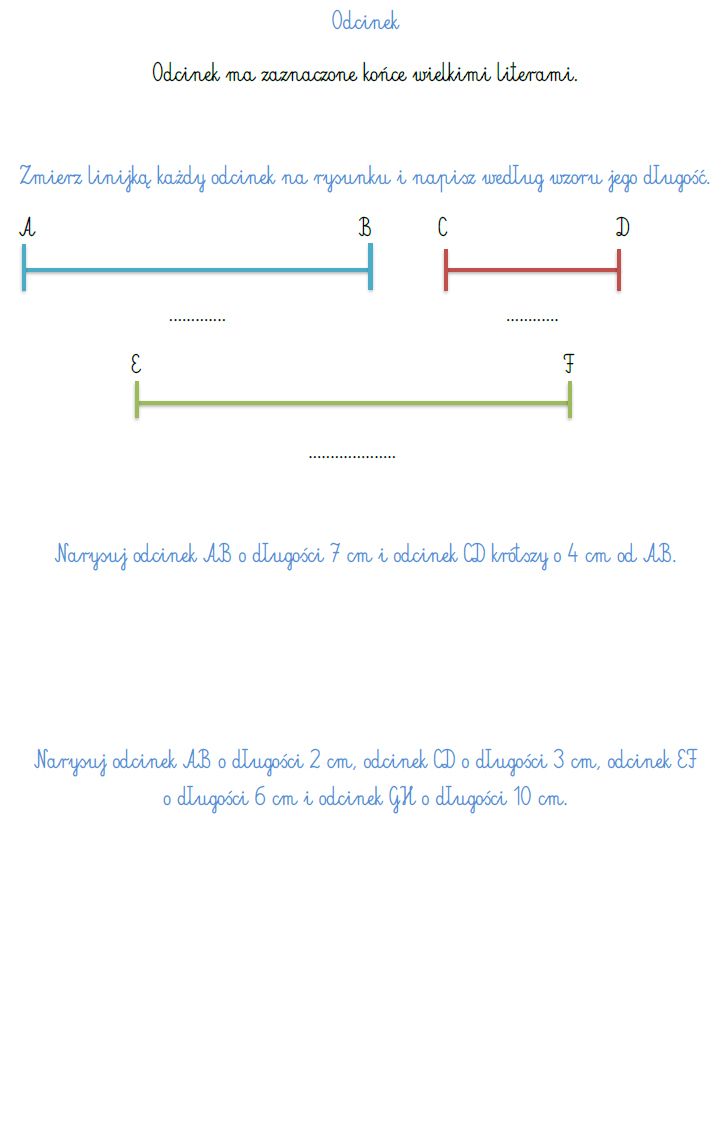 Odcinek
Odcinek ma zaznaczone końce wielkimi literami.
Zmierz linijką każdy odcinek na rysunku i napisz według wzoru jego długość.
A B C D
............. ............
E F
....................
Narysuj odcinek AB o długości 7 cm i odcinek CD krótszy o 4 cm od AB.
Narysuj odcinek AB o długości 2 cm, odcinek CD o długości 3 cm, odcinek EF
o długości 6 cm i odcinek GH o długości 10 cm.